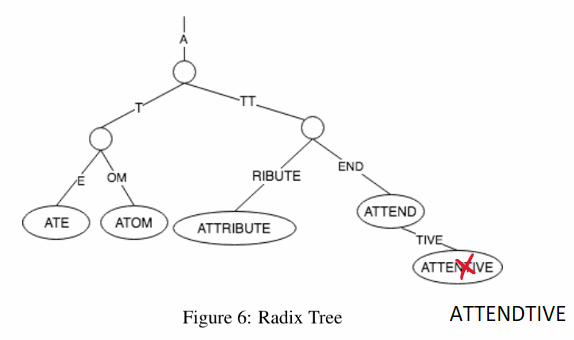 A
T
TT
E
OM
RIBUTE
END
ATE
ATOM
ATTRIBUTE
ATTEND
TIVE
ATTENTIVE
Figure 6: Radix Tree
ATTENDTIVE